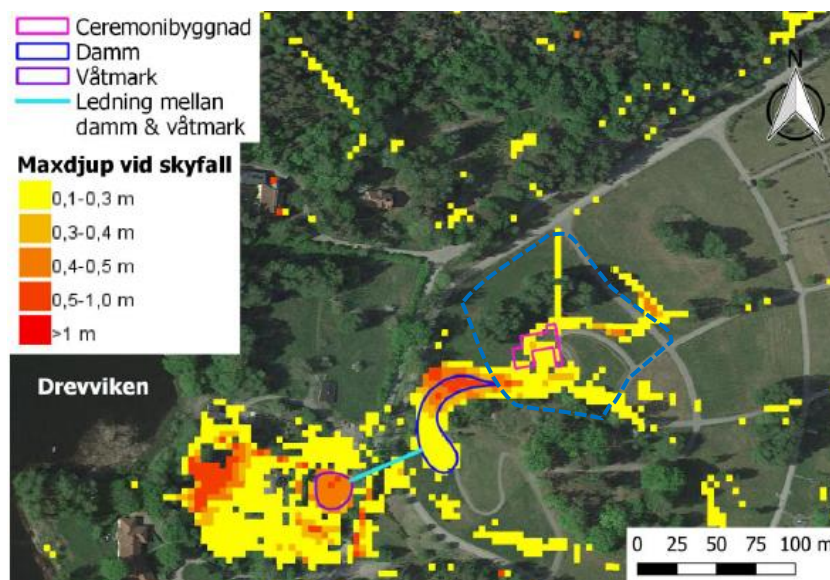 Ceremonibyggnad
Damm
Våtmark
Ledning mellan
damm & våtmark
Maxdjup vid skyfall
0,1-0,3 m
0,3-0,4 m
0,4-0,5 m
0,5-1,0 m
>1 m
N
Drevviken
0 25 50 75 100 m